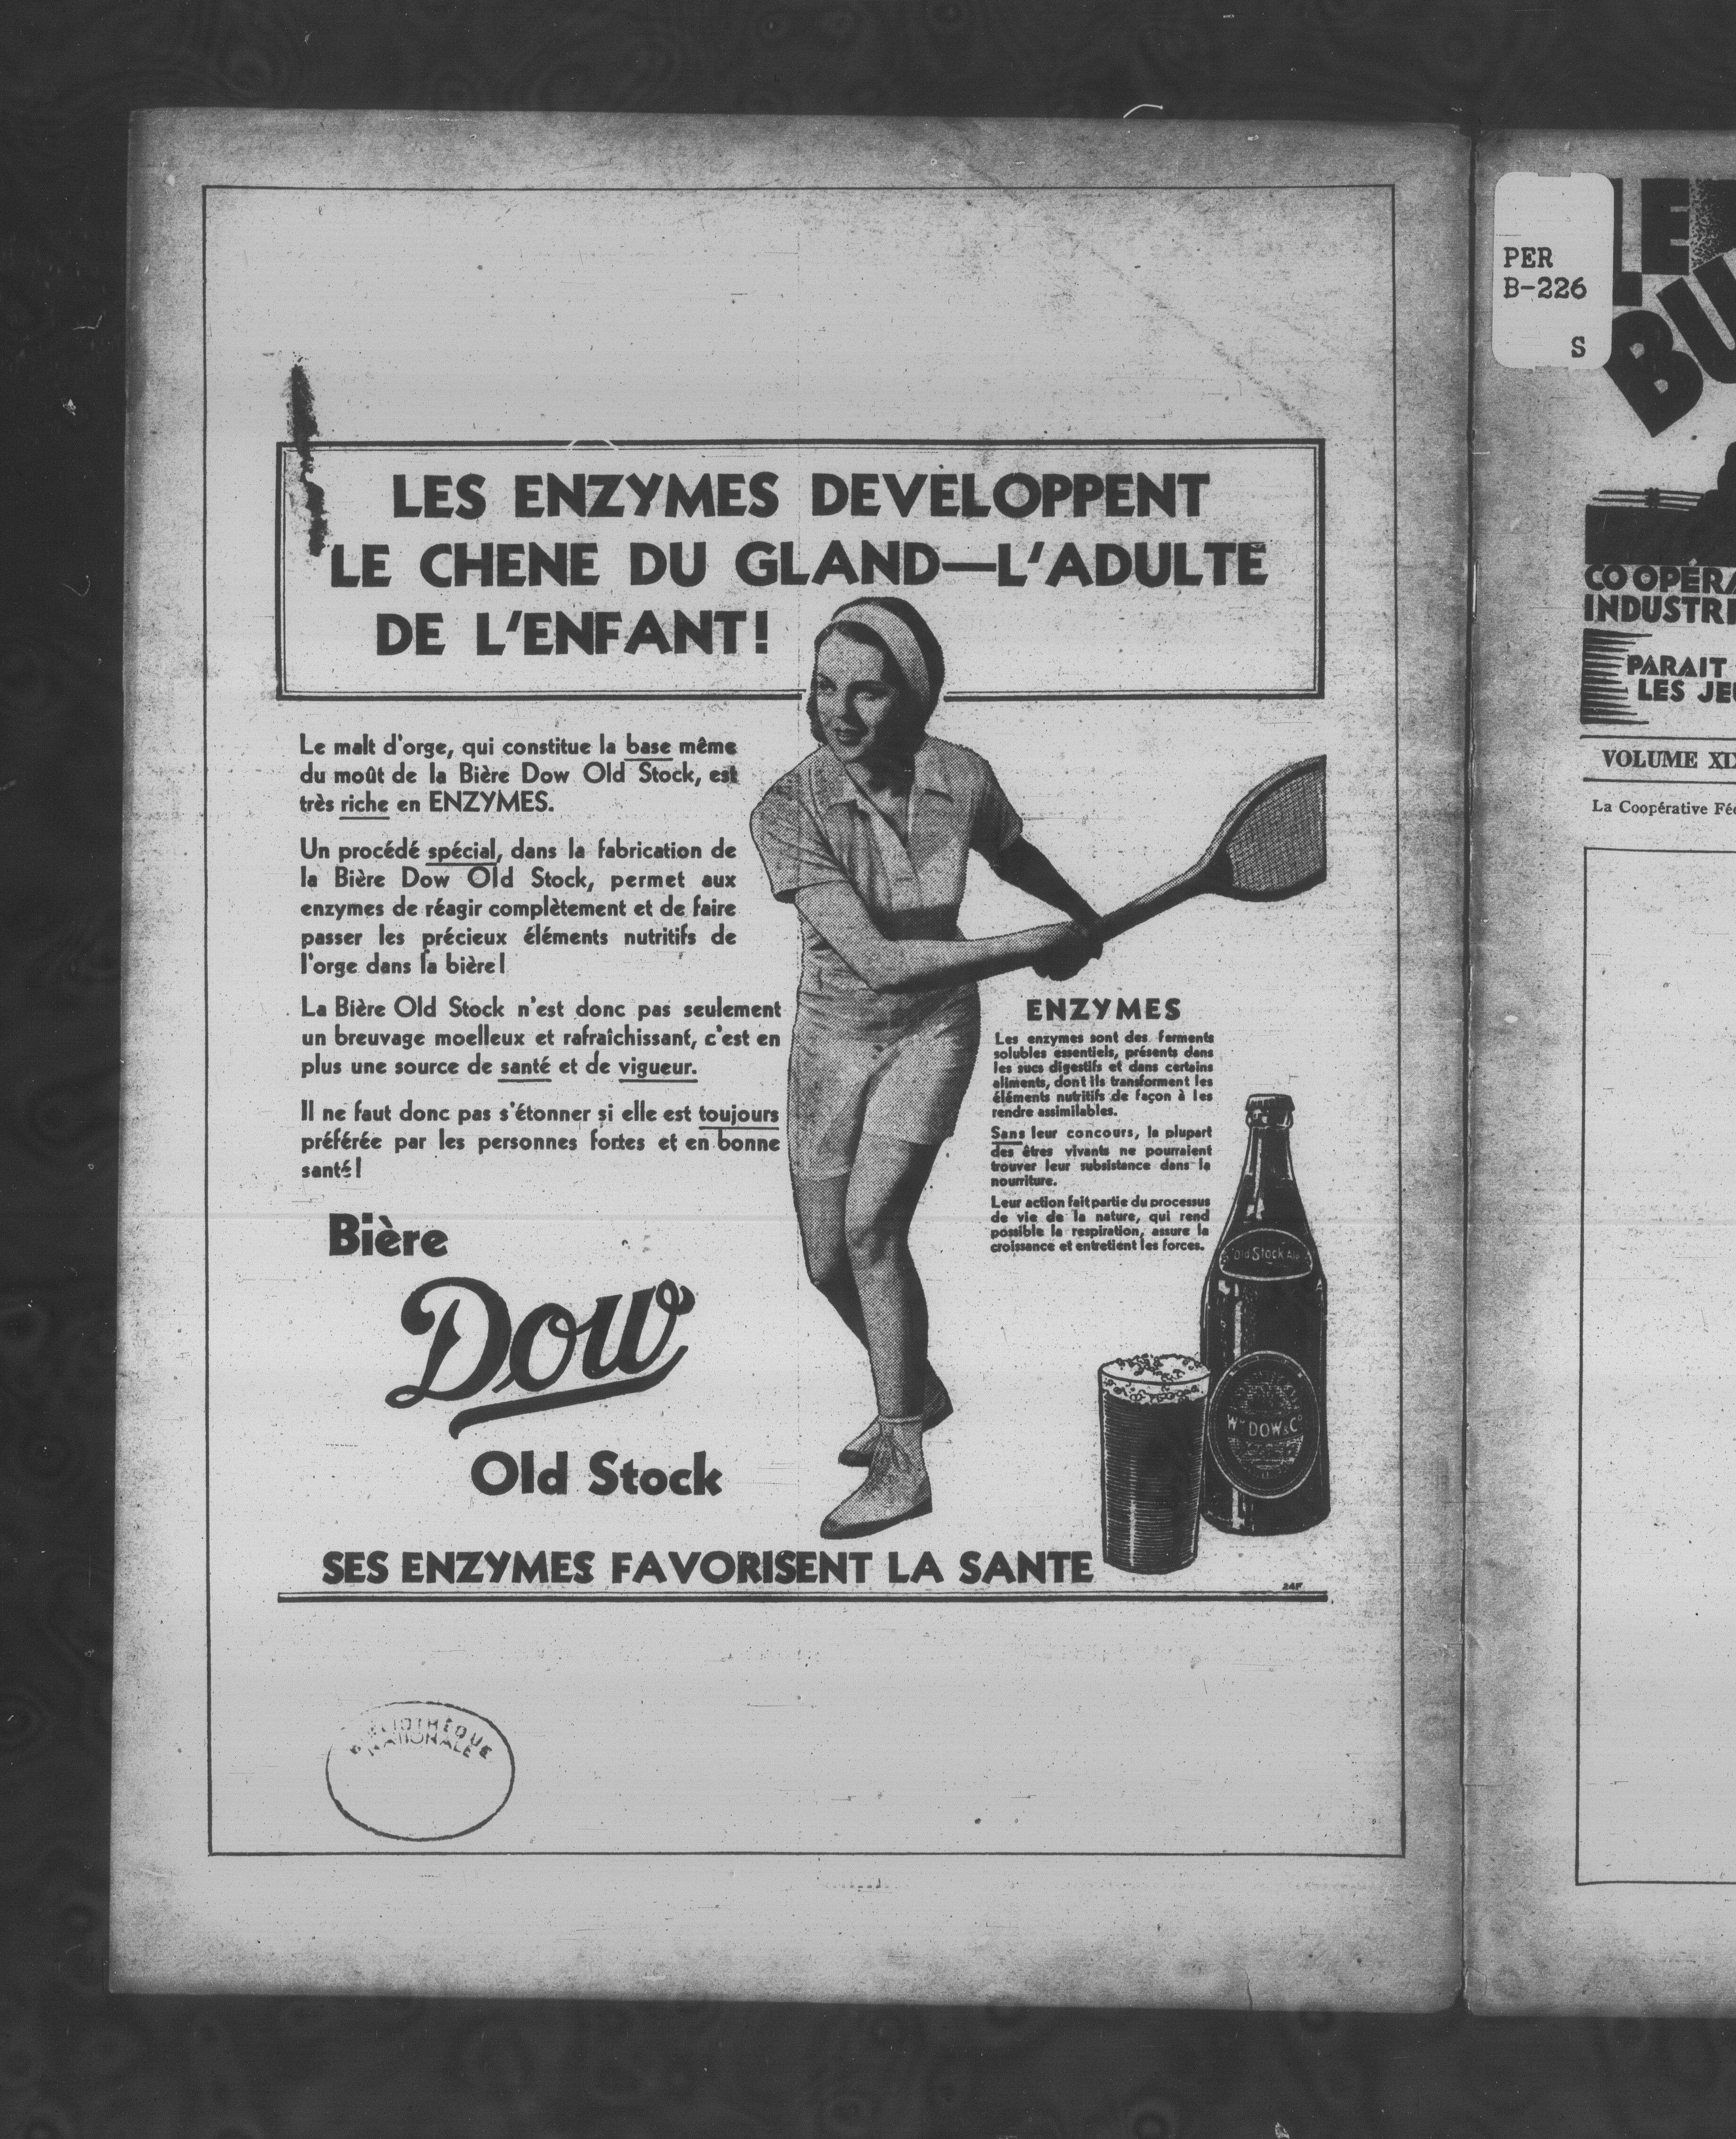 LES ENZYMES DEVELOPPENT
LE CHENE DU GLAND—L'ADULTE
DE L'ENFANT!
Le malt d'orge, qui constitue la base même
du moût de la Bière Dow Old Stock, est
très riche en ENZYMES.
Un procédé spécial, dans la fabrication de
la Bière Dow Old Stock, permet aux
enzymes de réagir complètement et de faire
passer les précieux éléments nutritifs de
l'orge dans la bière!
La Bière Old Stock n'est donc pas seulement
un breuvage moelleux et rafraîchissant, c'est en
plus une source de santé et de vigueur.
Il ne faut donc pas s'étonner si elle est toujours
préférée par les personnes fortes et en bonne
santé!
Bière
Dow
Old Stock
ENZYMES
Les enzymes sont des ferments
solubles essentiels, présents dans
les sucs digestifs et dans certains
aliments, dont ils transforment les
éléments nutritifs de façon à les
rendre assimilables.
Sans leur concours, la plupart
des êtres vivants ne pourraient
trouver leur subsistance dans la
nourriture.
Leur action fait partie du processus
de vie de la nature, qui rend
possible la respiration, assure la
croissance et entretient les forces.
Old Stock Ale
Wm DOW & Co
SES ENZYMES FAVORISENT LA SANTE
24F
BIBLIOTHÈQUE
NATIONALE
PER
B-226
S
LE
BU
COOPÉRA
INDUSTRI
PARAIT
LES JEU
VOLUME XIX
La Coopérative Féd